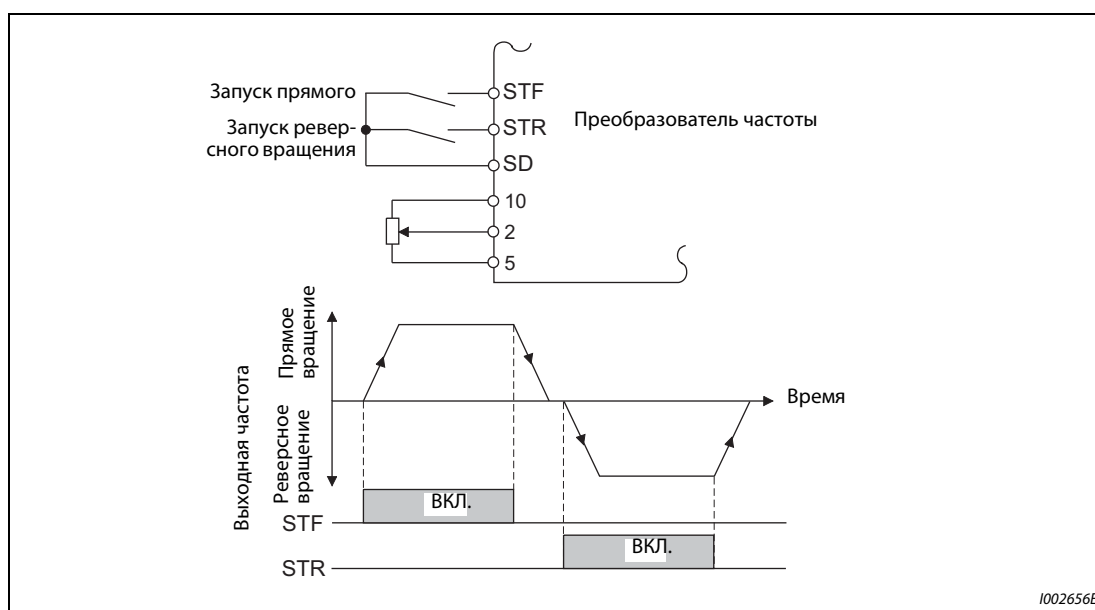 Запуск прямого
Запуск ревер-
сного вращения
STF
STR
SD
10
2
5
Преобразователь частоты
Выходная частота
Прямое
вращение
Реверсное
вращение
Время
ВКЛ.
STF
ВКЛ.
STR
I002656E